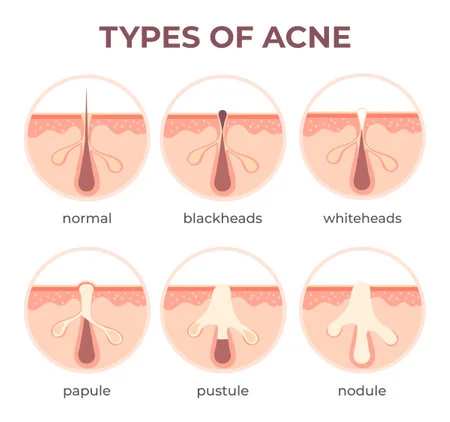 TYPES OF ACNE
normal
blackheads
whiteheads
papule
pustule
nodule